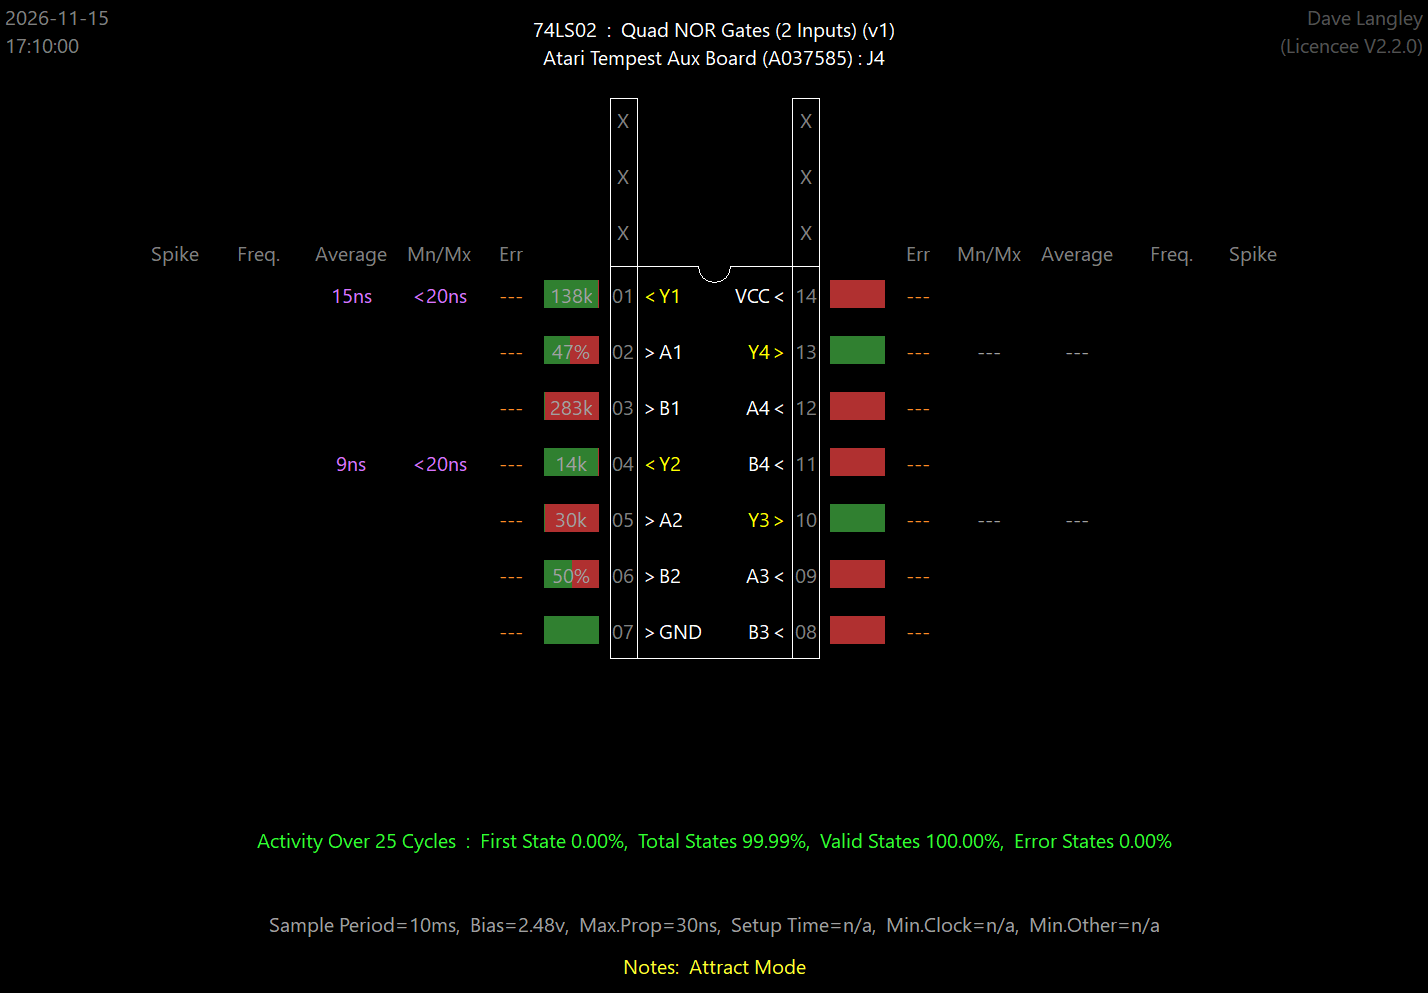 2026-11-15
17:10:00
74LS02 : Quad NOR Gates (2 Inputs) (v1)
Atari Tempest Aux Board (A037585) : J4
Dave Langley
(Licencee V2.2.0)
X X
X X
X X
Spike Freq. Average Mn/Mx Err Err Mn/Mx Average Freq. Spike
15ns <20ns --- 138k 01 < Y1 VCC < 14 ---
--- 47% 02 > A1 Y4 > 13 --- --- ---
--- 283k 03 > B1 A4 < 12 ---
9ns <20ns --- 14k 04 < Y2 B4 < 11 ---
--- 30k 05 > A2 Y3 > 10 --- --- ---
--- 50% 06 > B2 A3 < 09 ---
--- 07 > GND B3 < 08 ---
Activity Over 25 Cycles : First State 0.00%, Total States 99.99%, Valid States 100.00%, Error States 0.00%
Sample Period=10ms, Bias=2.48v, Max.Prop=30ns, Setup Time=n/a, Min.Clock=n/a, Min.Other=n/a
Notes: Attract Mode